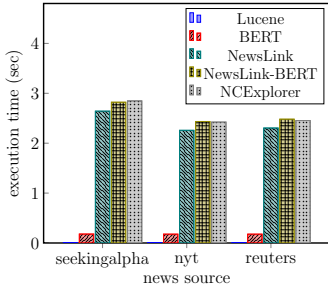 Lucene
BERT
NewsLink
NewsLink-BERT
NCExplorer
execution time (sec)
4
3
2
1
0
seekingalpha nyt reuters
news source